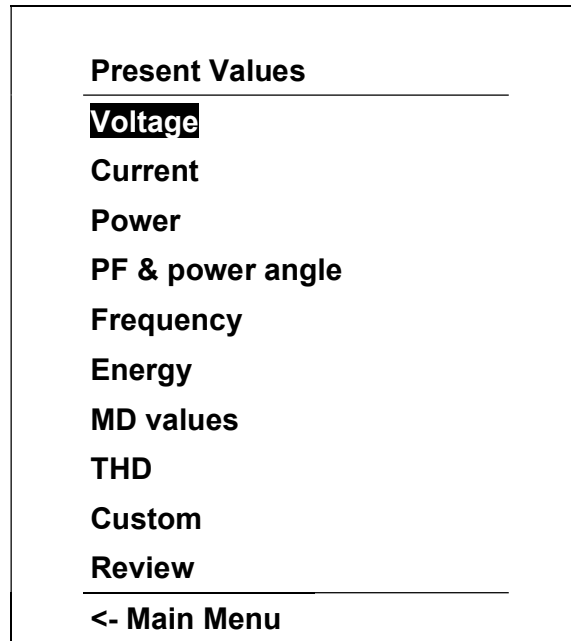 Present Values
Voltage
Current
Power
PF & power angle
Frequency
Energy
MD values
THD
Custom
Review
<- Main Menu